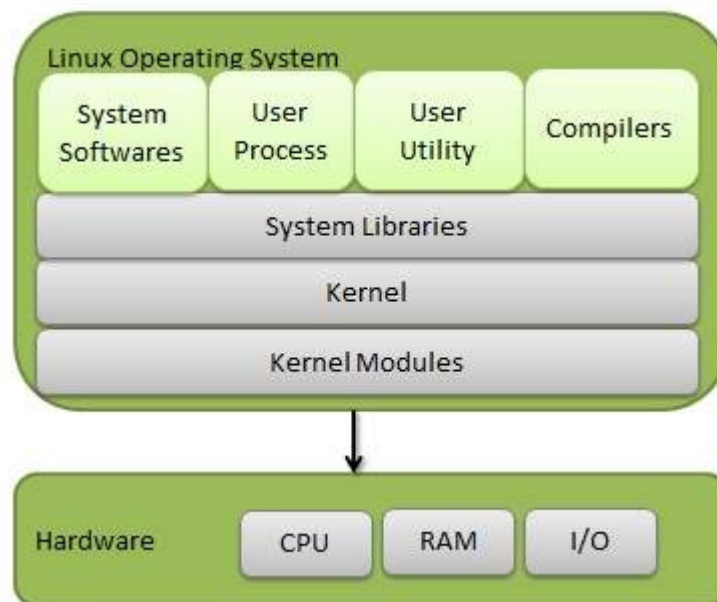 Linux Operating System
System
Softwares
User
Process
User
Utility
Compilers
System Libraries
Kernel
Kernel Modules
Hardware
CPU
RAM
I/O